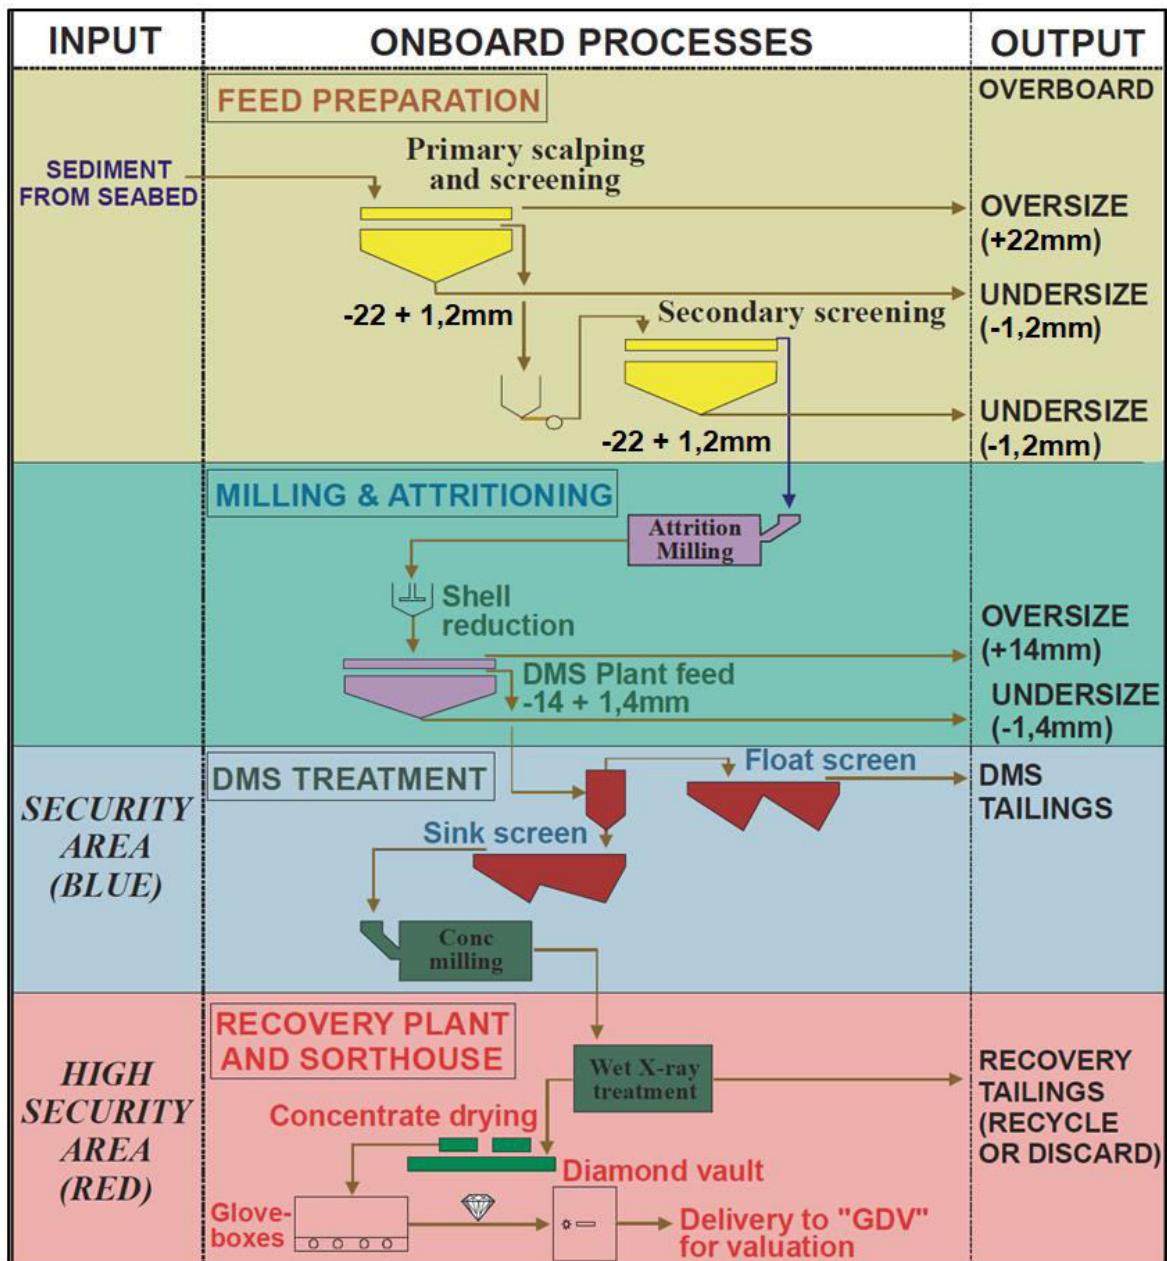 INPUT
ONBOARD PROCESSES
OUTPUT
FEED PREPARATION
OVERBOARD
Primary scalping
and screening
SEDIMENT
FROM SEABED
OVERSIZE
(+22mm)
UNDERSIZE
(-1,2mm)
-22 + 1,2mm
Secondary screening
UNDERSIZE
(-1,2mm)
-22 + 1,2mm
MILLING & ATTRITIONING
Attrition
Milling
Shell
reduction
OVERSIZE
(+14mm)
DMS Plant feed
-14 + 1,4mm
UNDERSIZE
(-1,4mm)
DMS TREATMENT
Float screen
DMS
TAILINGS
SECURITY
AREA
(BLUE)
Sink screen
Conc
milling
RECOVERY PLANT
AND SORTHOUSE
HIGH
SECURITY
AREA
(RED)
Wet X-ray
treatment
RECOVERY
TAILINGS
(RECYCLE
OR DISCARD)
Concentrate drying
Diamond vault
Glove-
boxes
Delivery to "GDV"
for valuation